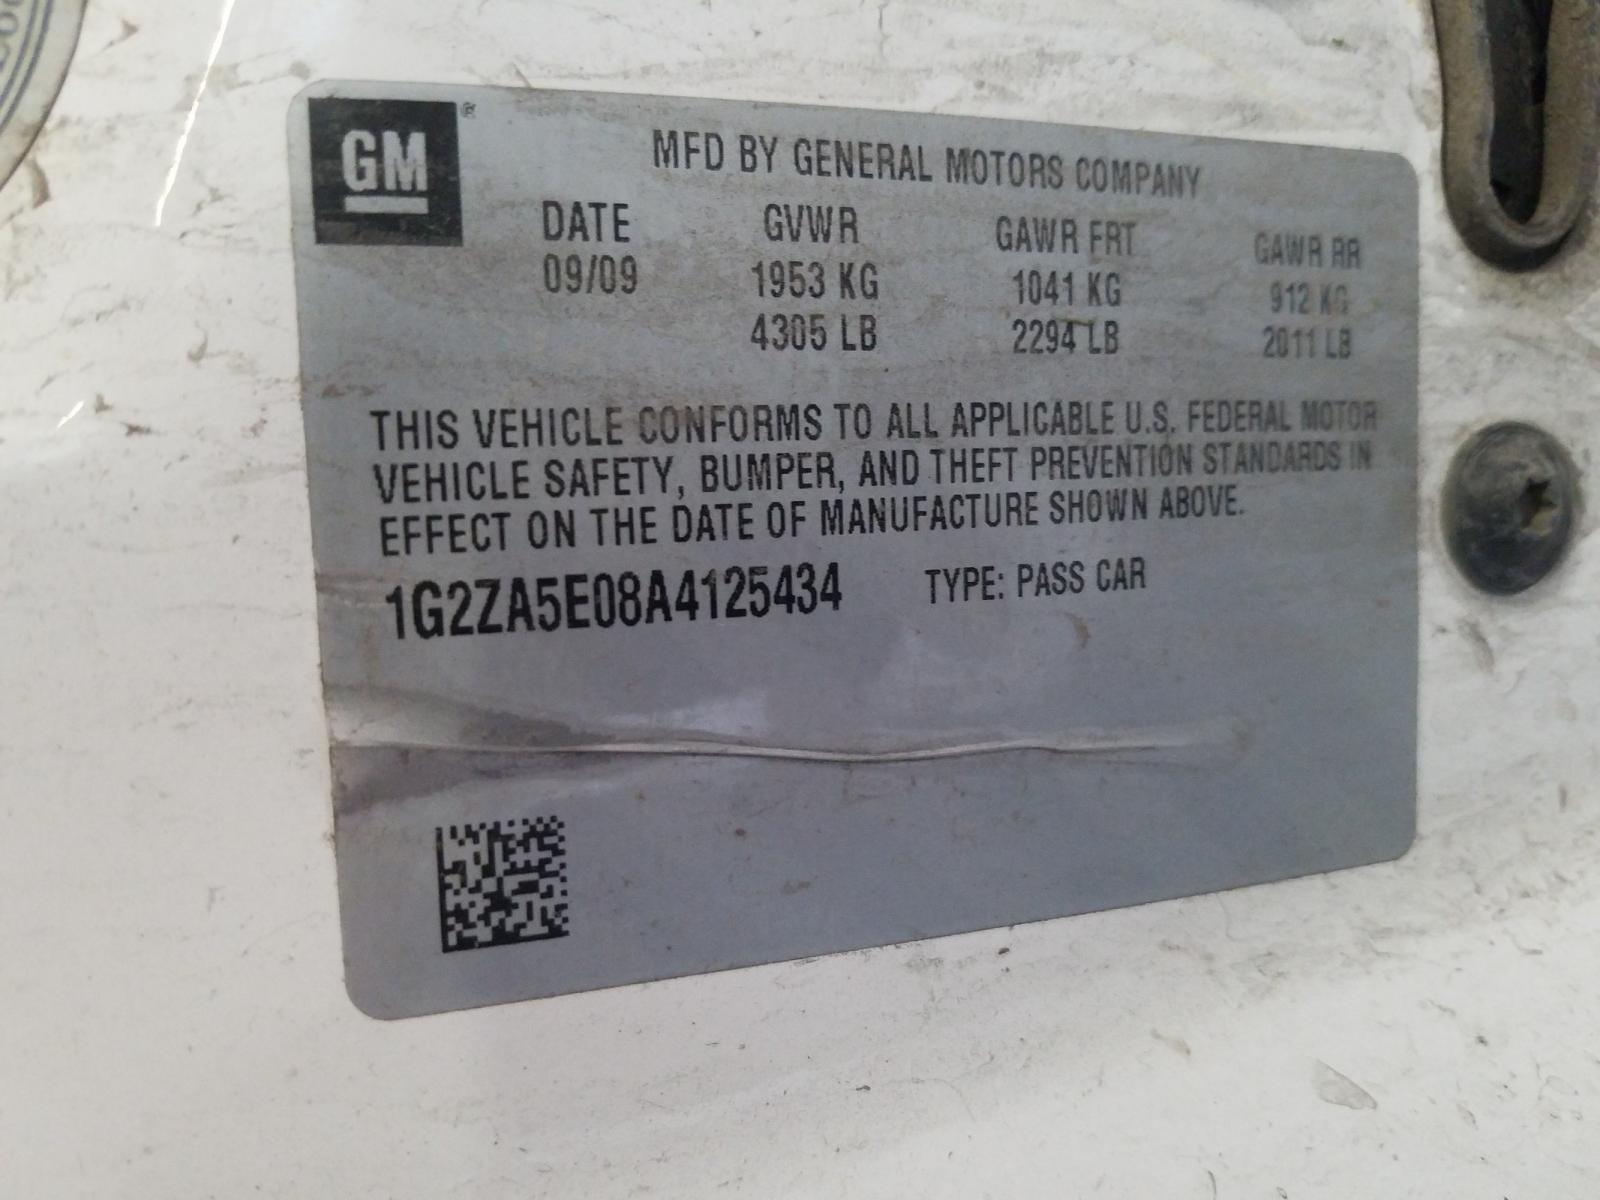 GM
MFD BY GENERAL MOTORS COMPANY
DATE GVWR GAWR FRT GAWR RR
09/09 1953 KG 1041 KG 912 KG
4305 LB 2294 LB 2011 LB
THIS VEHICLE CONFORMS TO ALL APPLICABLE U.S. FEDERAL MOTOR
VEHICLE SAFETY, BUMPER, AND THEFT PREVENTION STANDARDS IN
EFFECT ON THE DATE OF MANUFACTURE SHOWN ABOVE.
1G2ZA5E08A4125434 TYPE: PASS CAR